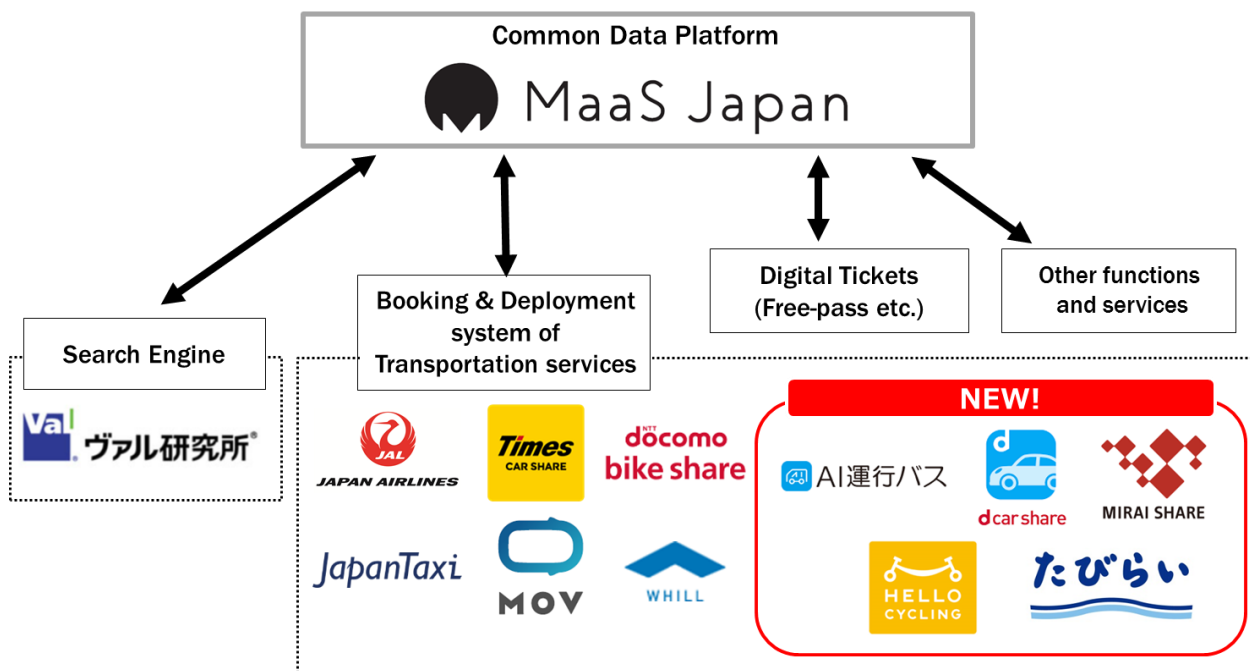 Common Data Platform
MaaS Japan
Digital Tickets
(Free-pass etc.)
Other functions
and services
Booking & Deployment
system of
Transportation services
Search Engine
Val
ヴァル研究所®
JAL
JAPAN AIRLINES
Times
CAR SHARE
NTT
döcomo
bike share
JapanTaxi
MOV
WHILL
NEW!
AI運行バス
d
d car share
MIRAI SHARE
HELLO
CYCLING
たびらい